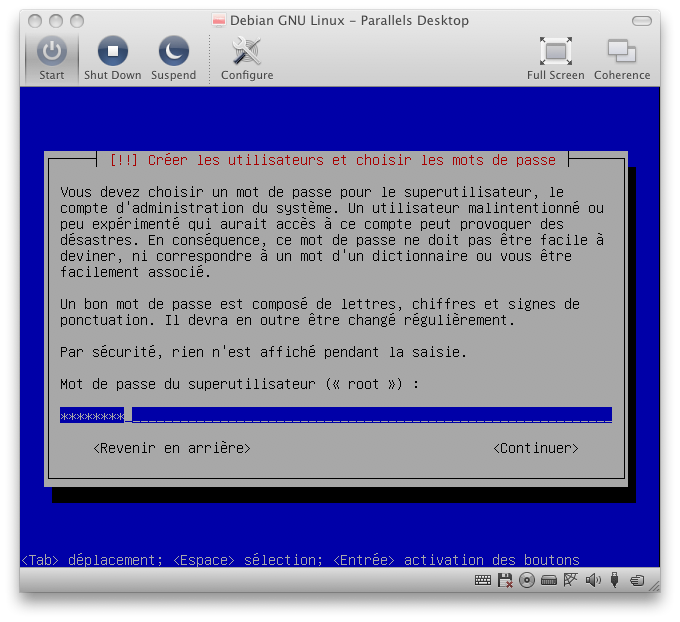 Debian GNU Linux – Parallels Desktop
Start Shut Down Suspend Configure Full Screen Coherence
[!!] Créer les utilisateurs et choisir les mots de passe
Vous devez choisir un mot de passe pour le superutilisateur, le
compte d'administration du système. Un utilisateur malintentionné ou
peu expérimenté qui aurait accès à ce compte peut provoquer des
désastres. En conséquence, ce mot de passe ne doit pas être facile à
deviner, ni correspondre à un mot d'un dictionnaire ou vous être
facilement associé.
Un bon mot de passe est composé de lettres, chiffres et signes de
ponctuation. Il devra en outre être changé régulièrement.
Par sécurité, rien n'est affiché pendant la saisie.
Mot de passe du superutilisateur (« root ») :
********
<Revenir en arrière> <Continuer>
<Tab> déplacement; <Espace> sélection; <Entrée> activation des boutons